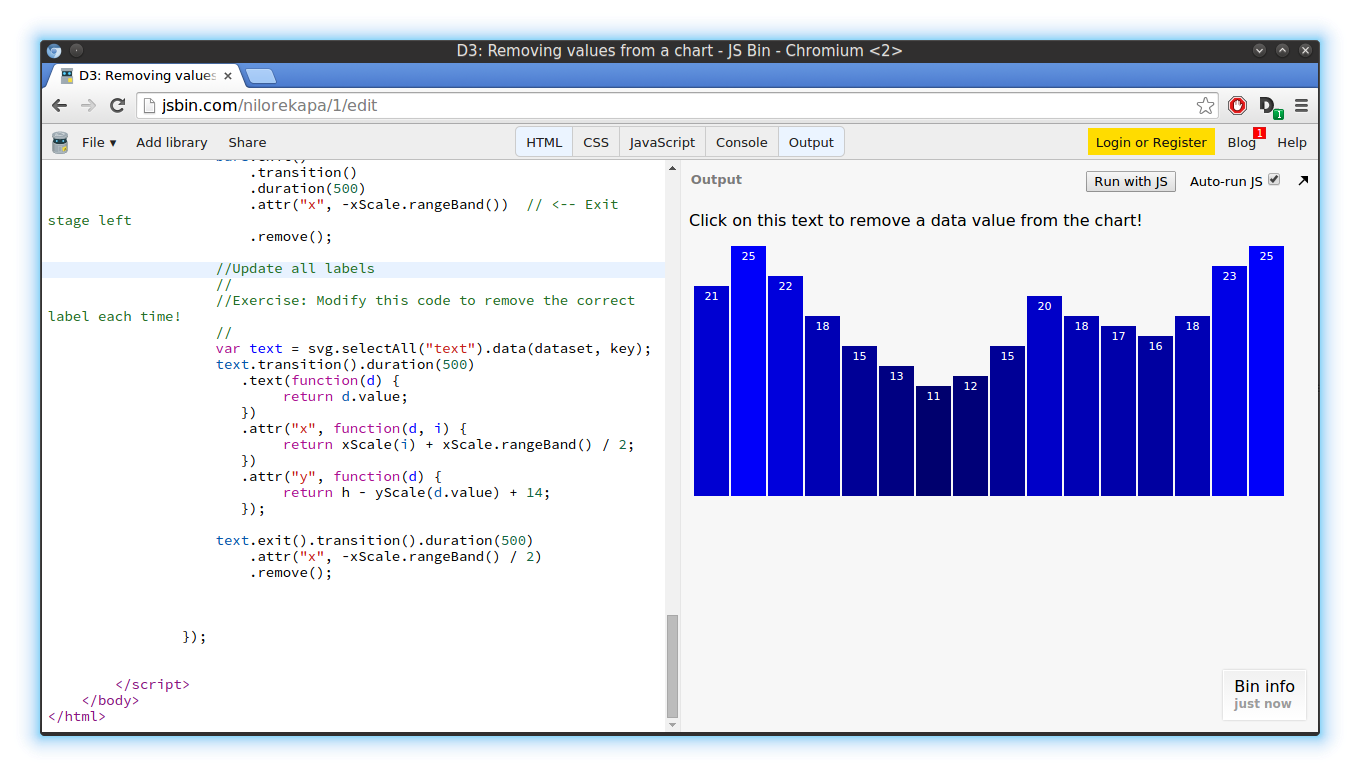 D3: Removing values from a chart - JS Bin - Chromium <2>
D3: Removing values
jsbin.com/nilorekapa/1/edit
1
File ▾ Add library Share HTML CSS JavaScript Console Output Login or Register Blog 1 Help
.transition()
.duration(500)
.attr("x", -xScale.rangeBand())  // <-- Exit
stage left
.remove();
//Update all labels
//
//Exercise: Modify this code to remove the correct
label each time!
//
var text = svg.selectAll("text").data(dataset, key);
text.transition().duration(500)
.text(function(d) {
return d.value;
})
.attr("x", function(d, i) {
return xScale(i) + xScale.rangeBand() / 2;
})
.attr("y", function(d) {
return h - yScale(d.value) + 14;
});
text.exit().transition().duration(500)
.attr("x", -xScale.rangeBand() / 2)
.remove();
});
</script>
</body>
</html>
Output Run with JS Auto-run JS
Click on this text to remove a data value from the chart!
21 25 22 18 15 13 11 12 15 20 18 17 16 18 23 25
Bin info
just now